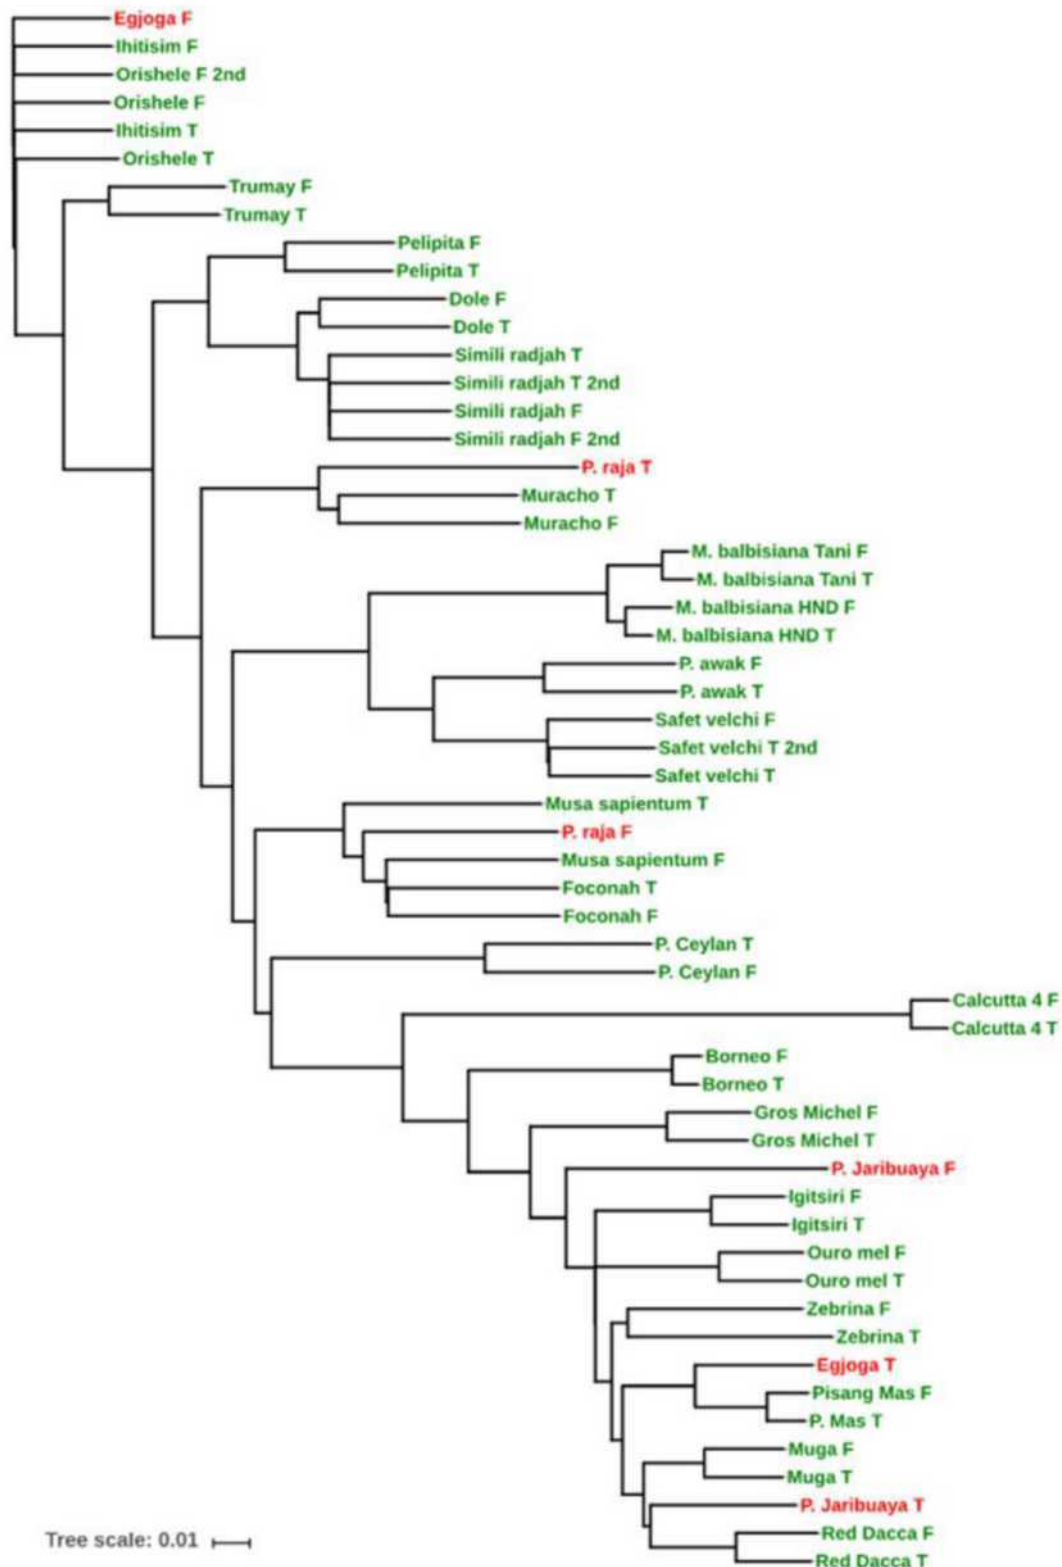 Egjoga F
Ihitisim F
Orishele F 2nd
Orishele F
Ihitisim T
Orishele T
Trumay F
Trumay T
Pelipita F
Pelipita T
Dole F
Dole T
Simili radjah T
Simili radjah T 2nd
Simili radjah F
Simili radjah F 2nd
P. raja T
Muracho T
Muracho F
M. balbisiana Tani F
M. balbisiana Tani T
M. balbisiana HND F
M. balbisiana HND T
P. awak F
P. awak T
Safet velchi F
Safet velchi T 2nd
Safet velchi T
Musa sapientum T
P. raja F
Musa sapientum F
Foconah T
Foconah F
P. Ceylan T
P. Ceylan F
Calcutta 4 F
Calcutta 4 T
Borneo F
Borneo T
Gros Michel F
Gros Michel T
P. Jaribuaya F
Igitsiri F
Igitsiri T
Ouro mel F
Ouro mel T
Zebrina F
Zebrina T
Egjoga T
Pisang Mas F
P. Mas T
Muga F
Muga T
P. Jaribuaya T
Red Dacca F
Red Dacca T
Tree scale: 0.01